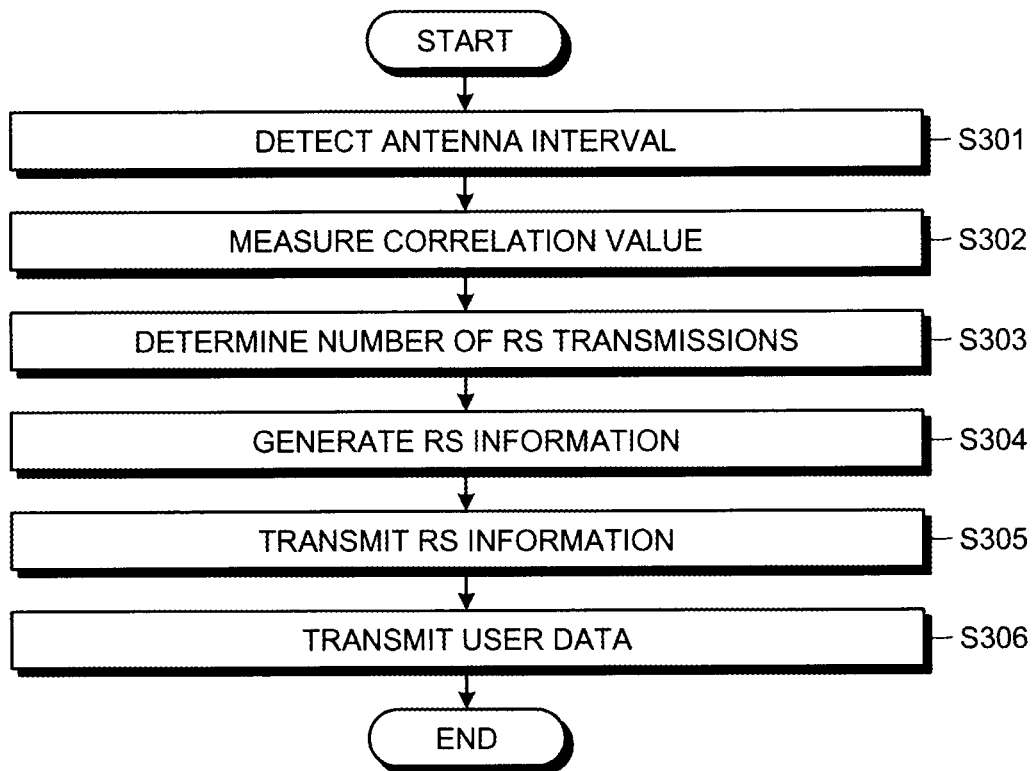 START
DETECT ANTENNA INTERVAL S301
MEASURE CORRELATION VALUE S302
DETERMINE NUMBER OF RS TRANSMISSIONS S303
GENERATE RS INFORMATION S304
TRANSMIT RS INFORMATION S305
TRANSMIT USER DATA S306
END